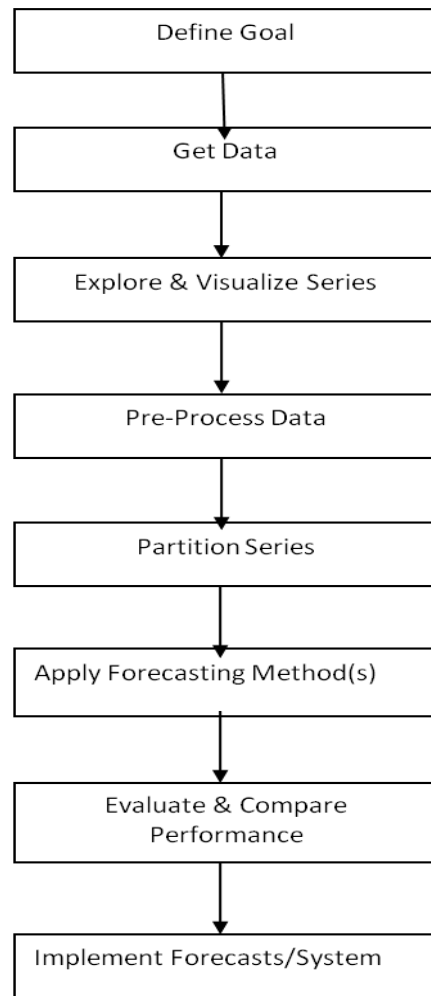 Define Goal
Get Data
Explore & Visualize Series
Pre-Process Data
Partition Series
Apply Forecasting Method(s)
Evaluate & Compare
Performance
Implement Forecasts/System